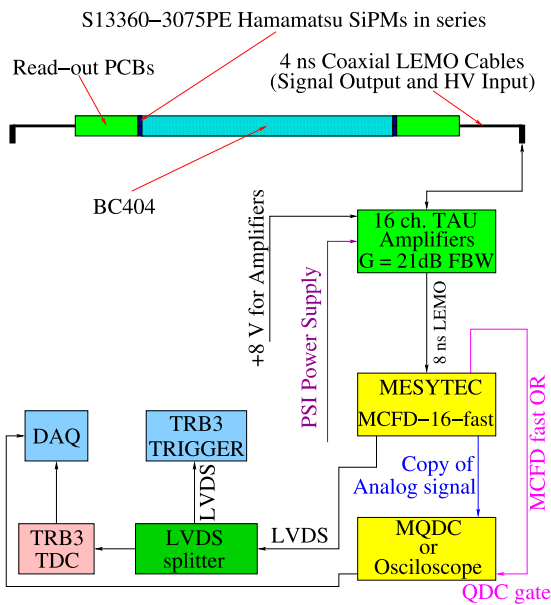 S13360−3075PE Hamamatsu SiPMs in series
Read−out PCBs
4 ns Coaxial LEMO Cables
(Signal Output and HV Input)
BC404
16 ch. TAU
Amplifiers
G = 21dB FBW
+8 V for Amplifiers
PSI Power Supply
8 ns LEMO
MESYTEC
MCFD−16−fast
MCFD fast OR
DAQ
TRB3
TRIGGER
LVDS
Copy of
Analog signal
TRB3
TDC
LVDS
splitter
LVDS
MQDC
or
Osciloscope
QDC gate